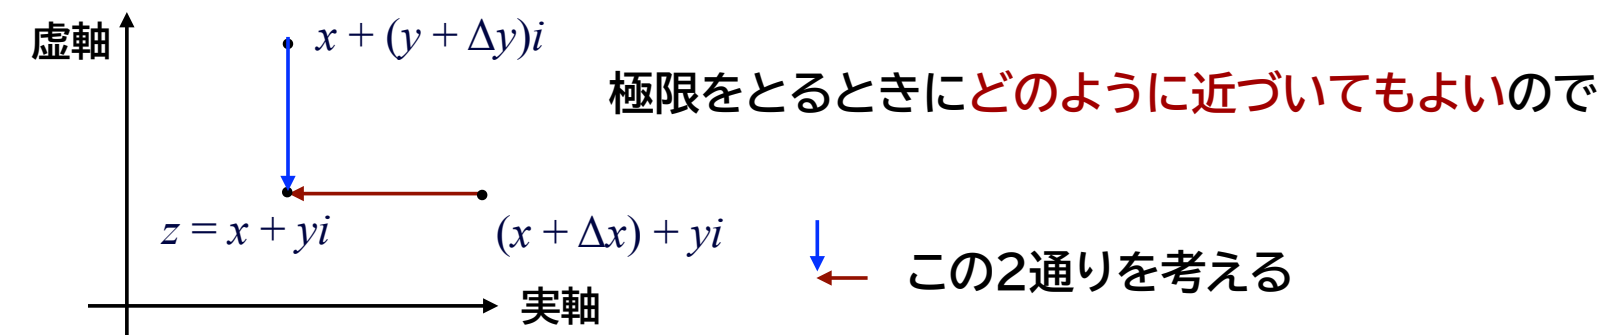 虚軸
x + (y + Δy)i
極限をとるときにどのように近づいてもよいので
z = x + yi
(x + Δx) + yi
この2通りを考える
実軸